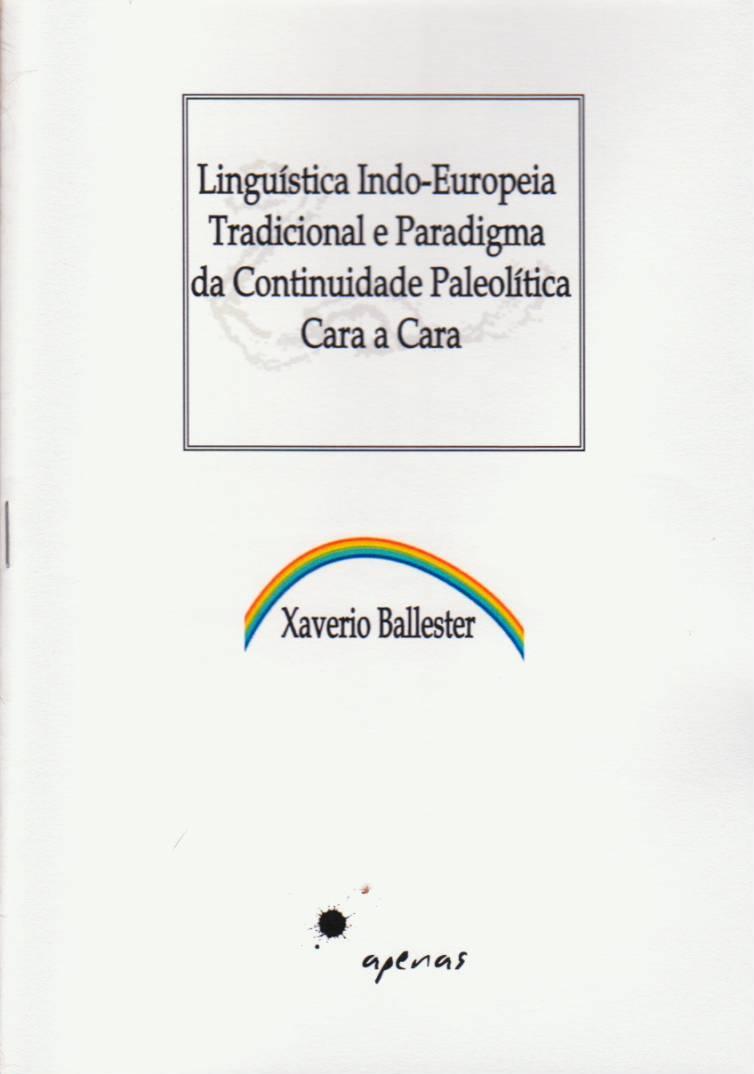 Linguística Indo-Europeia
Tradicional e Paradigma
da Continuidade Paleolítica
Cara a Cara
Xaverio Ballester
apenas